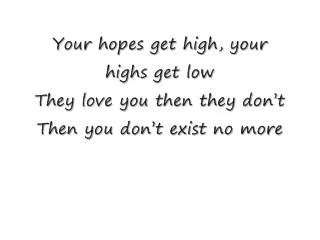 Your hopes get high, your
highs get low
They love you then they don't
Then you don't exist no more